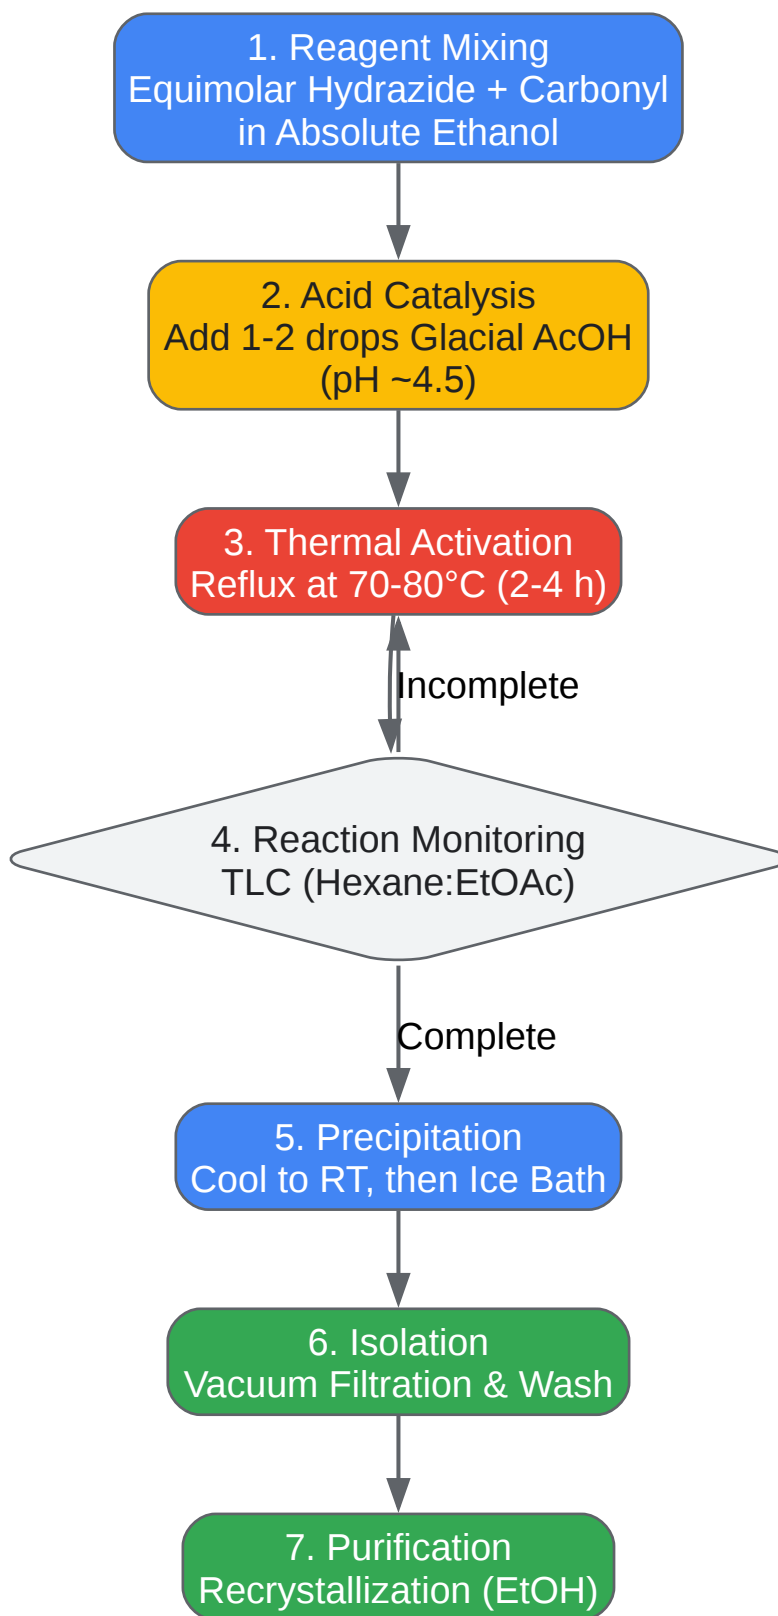 1. Reagent Mixing
Equimolar Hydrazide + Carbonyl
in Absolute Ethanol
2. Acid Catalysis
Add 1-2 drops Glacial AcOH
(pH ~4.5)
3. Thermal Activation
Reflux at 70-80°C (2-4 h)
Incomplete
4. Reaction Monitoring
TLC (Hexane:EtOAc)
Complete
5. Precipitation
Cool to RT, then Ice Bath
6. Isolation
Vacuum Filtration & Wash
7. Purification
Recrystallization (EtOH)